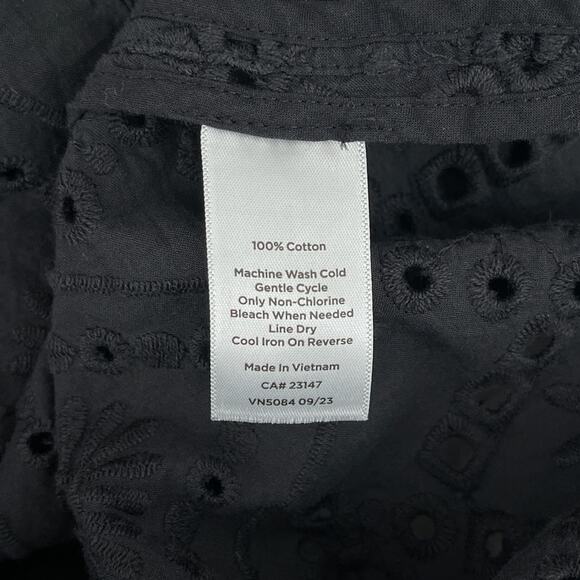 100% Cotton
Machine Wash Cold
Gentle Cycle
Only Non-Chlorine
Bleach When Needed
Line Dry
Cool Iron On Reverse
Made in Vietnam
CA# 23147
VN5084 09/23